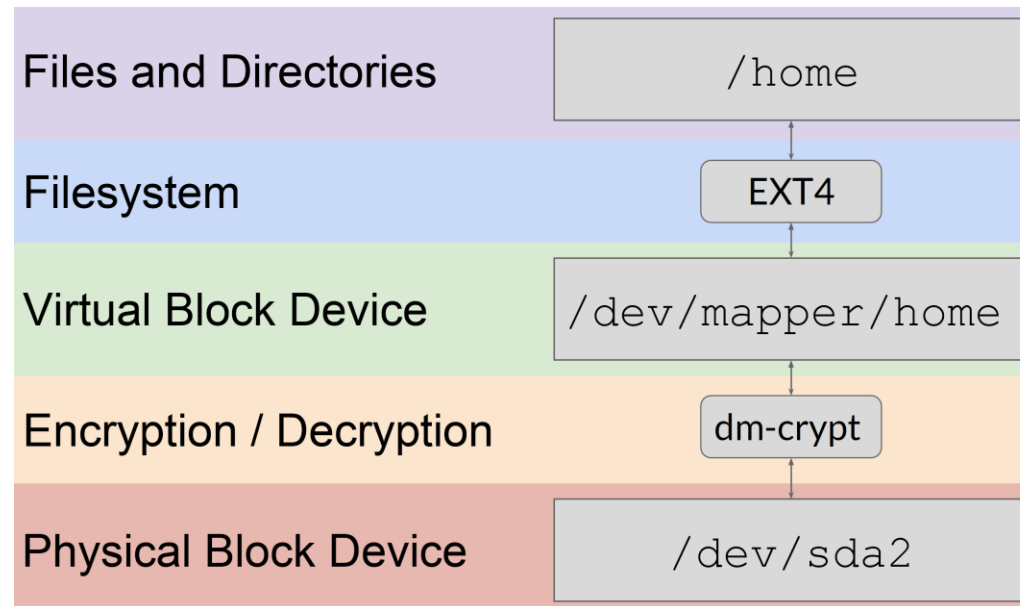 Files and Directories
/home
Filesystem
EXT4
Virtual Block Device
/dev/mapper/home
Encryption / Decryption
dm-crypt
Physical Block Device
/dev/sda2